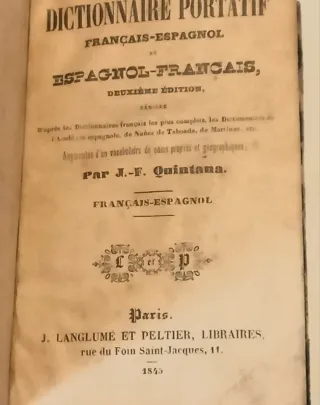 DICTIONNAIRE PORTATIF
FRANÇAIS-ESPAGNOL
ET
ESPAGNOL-FRANÇAIS,
DEUXIÈME ÉDITION,
D'après les Dictionnaires français les plus complets, les Dictionnaires de
l'Académie espagnole, de Nuñez de Taboada, de Martinez, etc.
Augmentée d'un vocabulaire de noms propres et géographiques;
Par J.-F. Quintana.
FRANÇAIS-ESPAGNOL
L et P
Paris.
J. LANGLUMÉ ET PELTIER, LIBRAIRES,
rue du Foin Saint-Jacques, 11.
1845